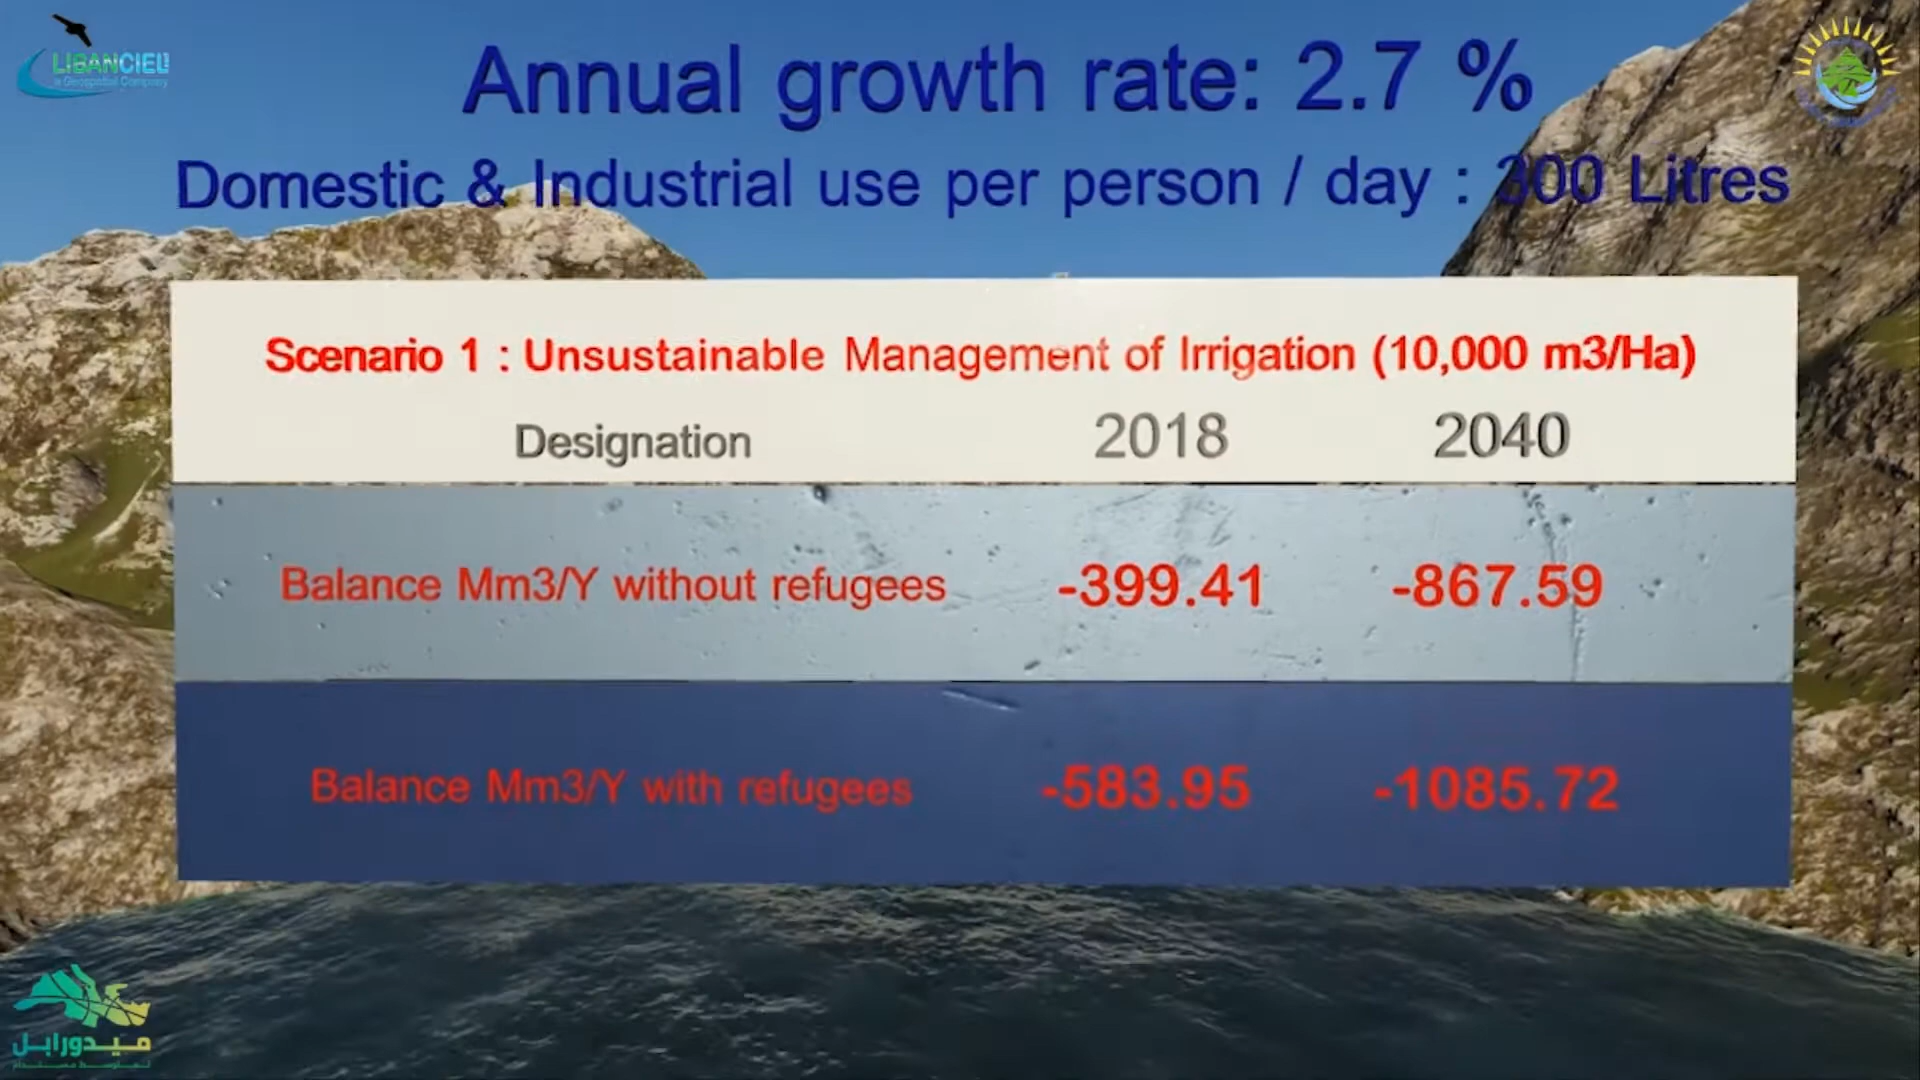 LIBANCIEL
a Geospatial Company
Annual growth rate: 2.7 %
Domestic & Industrial use per person / day : 300 Litres
Scenario 1 : Unsustainable Management of Irrigation (10,000 m3/Ha)
Designation 2018 2040
Balance Mm3/Y without refugees -399.41 -867.59
Balance Mm3/Y with refugees -583.95 -1085.72
ميدورابل